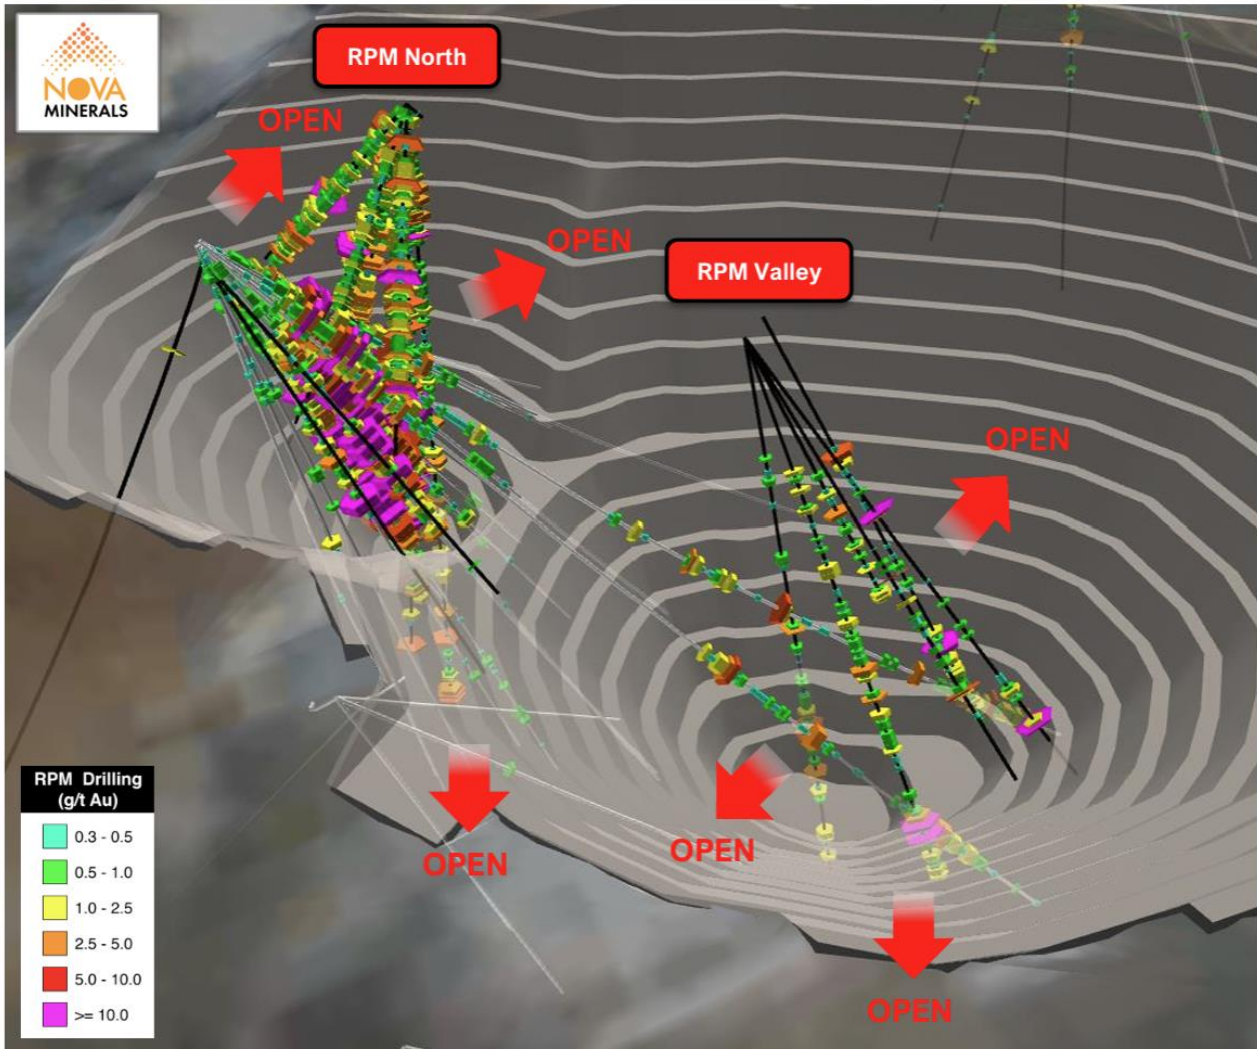 NOVA
MINERALS
RPM North
OPEN
OPEN
RPM Valley
OPEN
OPEN
OPEN
OPEN
RPM Drilling
(g/t Au)
0.3 - 0.5
0.5 - 1.0
1.0 - 2.5
2.5 - 5.0
5.0 - 10.0
>= 10.0